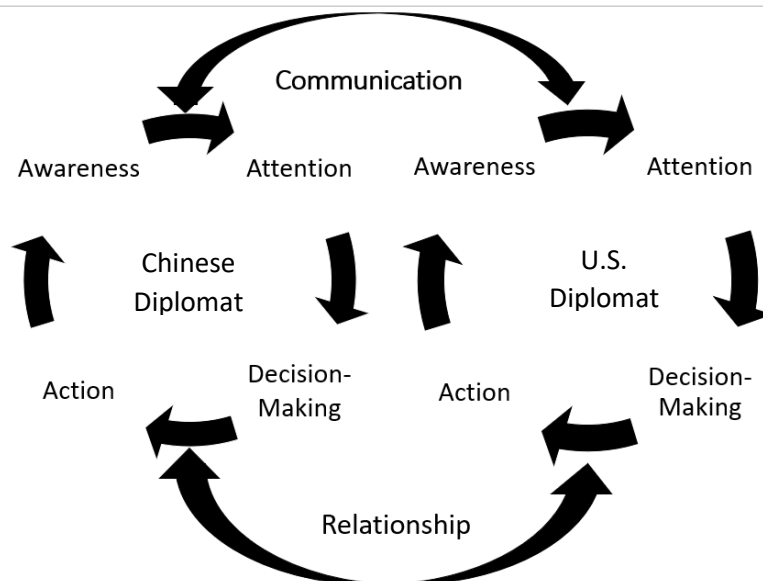 Communication
Awareness
Attention
Awareness
Attention
Chinese
Diplomat
U.S.
Diplomat
Action
Decision-
Making
Action
Decision-
Making
Relationship